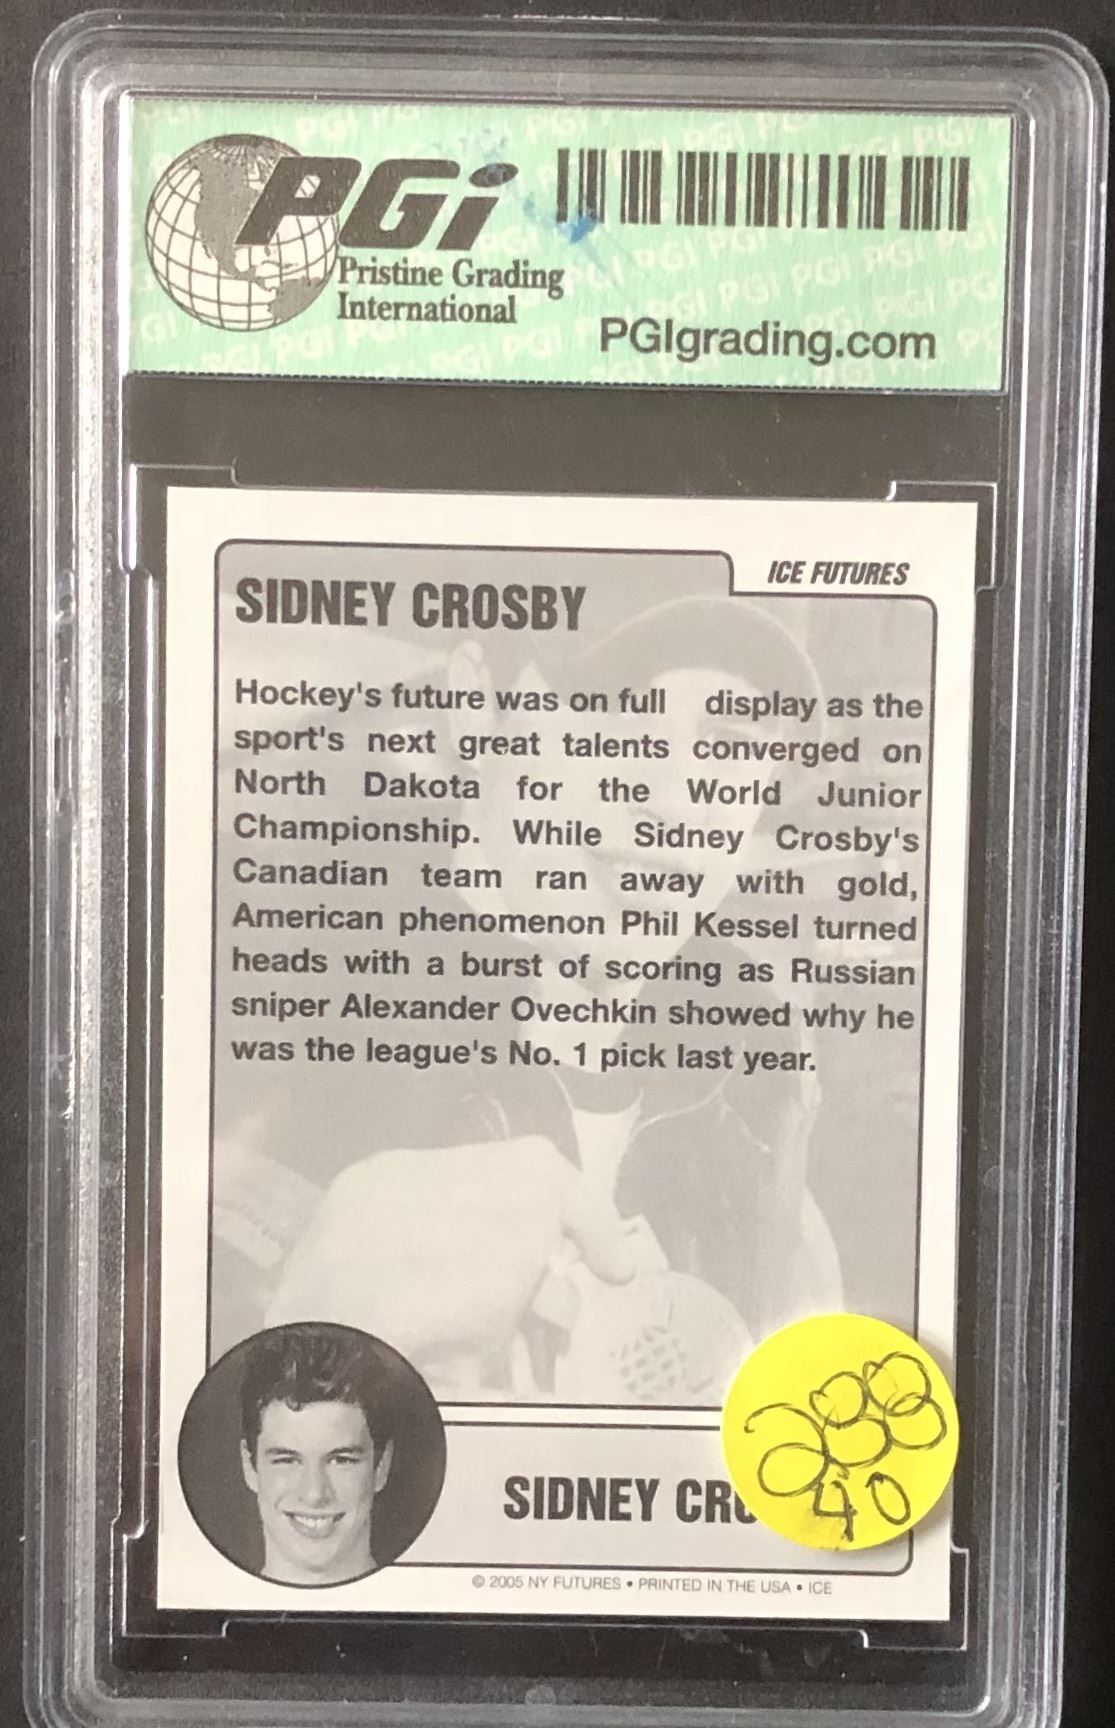 PGi
Pristine Grading
International
PGIgrading.com
ICE FUTURES
SIDNEY CROSBY
Hockey's future was on full display as the
sport's next great talents converged on
North Dakota for the World Junior
Championship. While Sidney Crosby's
Canadian team ran away with gold,
American phenomenon Phil Kessel turned
heads with a burst of scoring as Russian
sniper Alexander Ovechkin showed why he
was the league's No. 1 pick last year.
288
40
SIDNEY CRO
© 2005 NY FUTURES • PRINTED IN THE USA • ICE